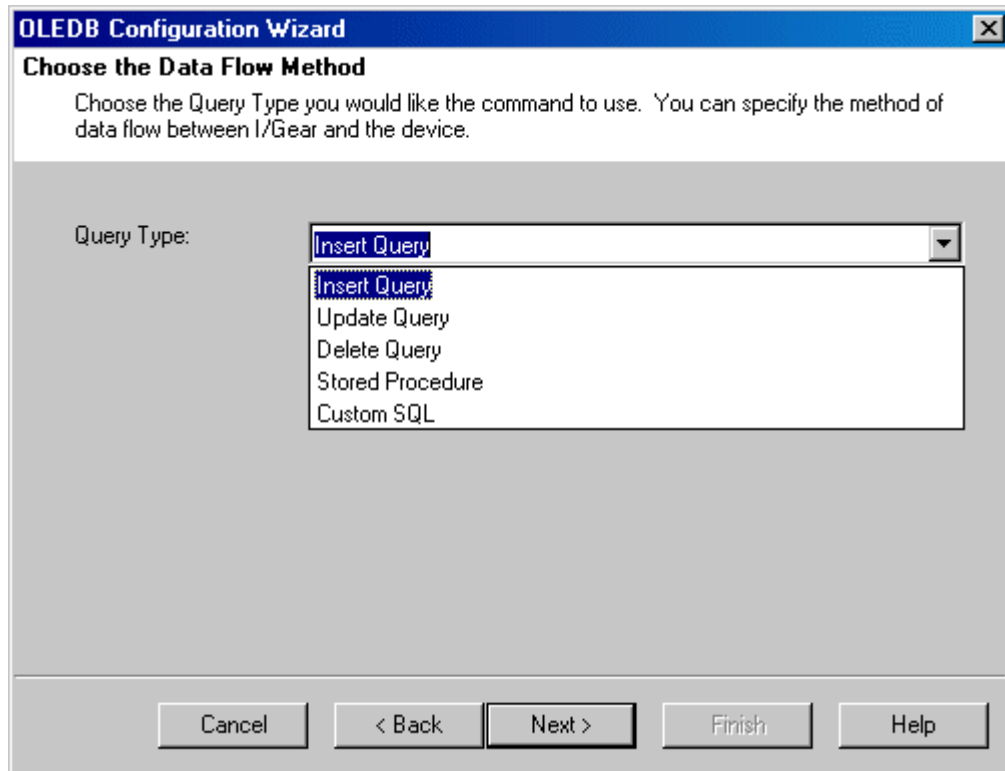 OLEDB Configuration Wizard
Choose the Data Flow Method
Choose the Query Type you would like the command to use.  You can specify the method of
data flow between I/Gear and the device.
Query Type:
Insert Query
Insert Query
Update Query
Delete Query
Stored Procedure
Custom SQL
Cancel
< Back
Next >
Finish
Help